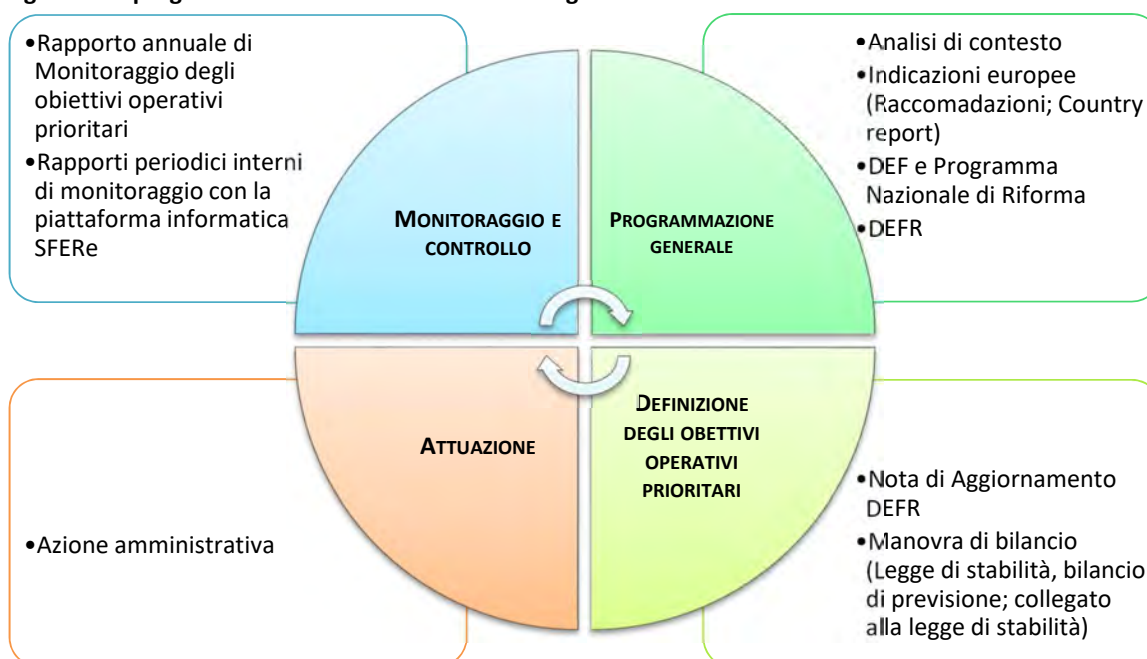 •Rapporto annuale di
Monitoraggio degli
obiettivi operativi
prioritari
•Rapporti periodici interni
di monitoraggio con la
piattaforma informatica
SFERe
MONITORAGGIO E
CONTROLLO
PROGRAMMAZIONE
GENERALE
•Analisi di contesto
•Indicazioni europee
(Raccomadazioni; Country
report)
•DEF e Programma
Nazionale di Riforma
•DEFR
•Azione amministrativa
ATTUAZIONE
DEFINIZIONE
DEGLI OBETTIVI
OPERATIVI
PRIORITARI
•Nota di Aggiornamento
DEFR
•Manovra di bilancio
(Legge di stabilità, bilancio
di previsione; collegato
alla legge di stabilità)